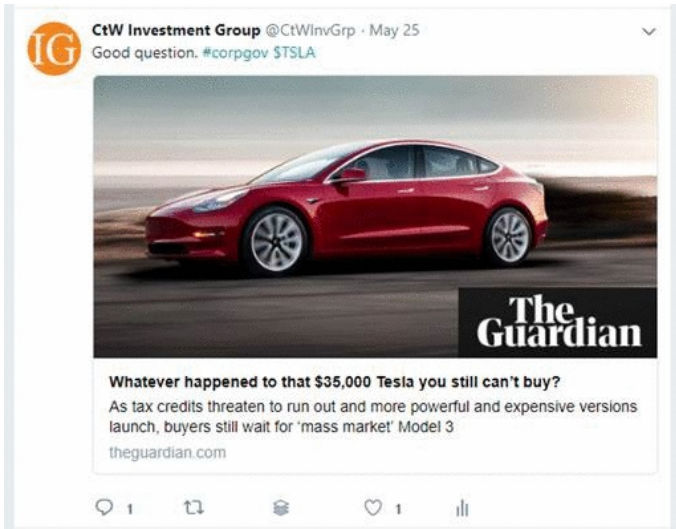 IG
CtW Investment Group @CtWInvGrp · May 25
Good question. #corpgov $TSLA
The
Guardian
Whatever happened to that $35,000 Tesla you still can't buy?
As tax credits threaten to run out and more powerful and expensive versions
launch, buyers still wait for 'mass market' Model 3
theguardian.com
1 1